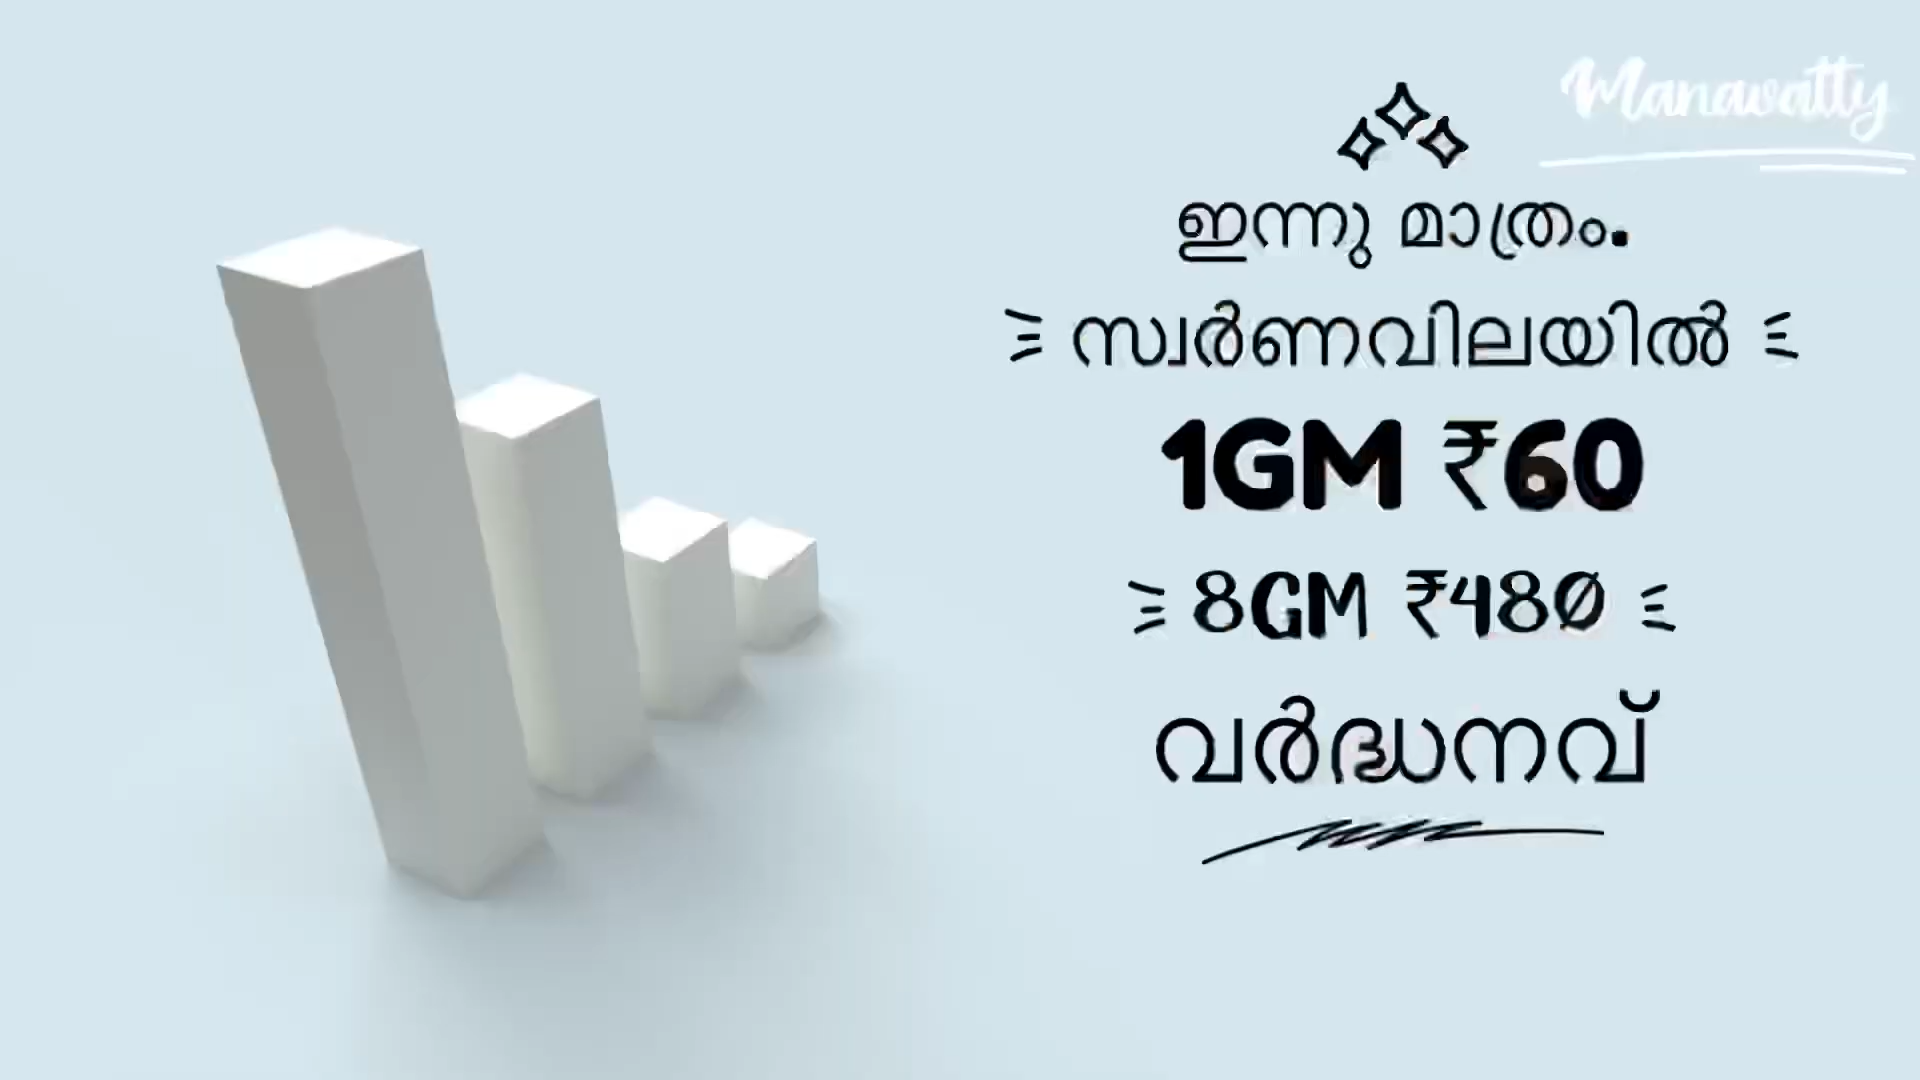 Manavatty
ഇന്നു മാത്രം.
സ്വർണവിലയിൽ
1GM ₹60
8GM ₹480
വർദ്ധനവ്